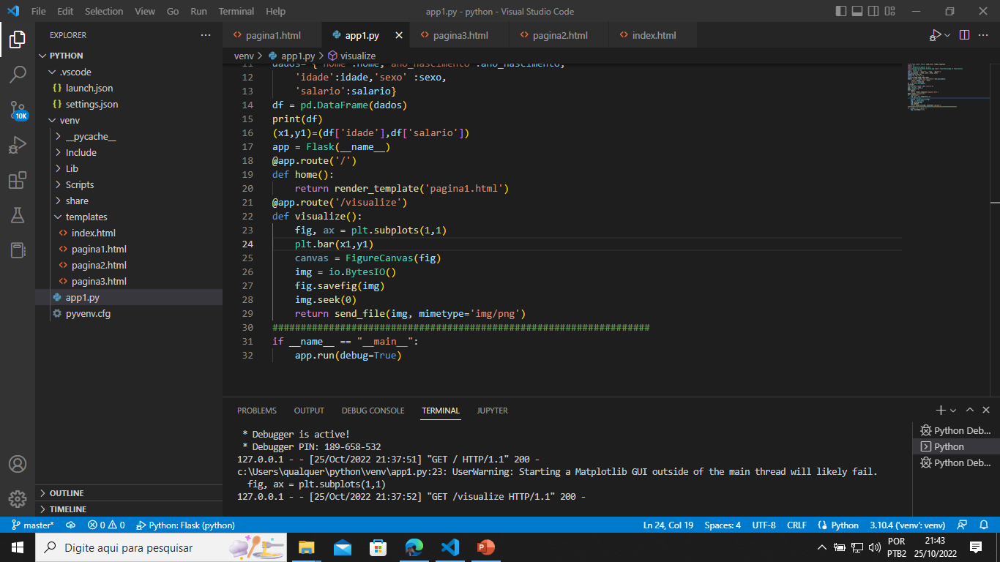 File Edit Selection View Go Run Terminal Help
app1.py - python - Visual Studio Code
EXPLORER
pagina1.html
app1.py
pagina3.html
pagina2.html
index.html
PYTHON
venv > app1.py > visualize
.vscode
launch.json
settings.json
10K
venv
__pycache__
Include
Lib
Scripts
share
templates
index.html
pagina1.html
pagina2.html
pagina3.html
app1.py
pyvenv.cfg
OUTLINE
TIMELINE
11 dados= {'nome':nome,'ano_nascimento':ano_nascimento,
12 'idade':idade,'sexo' :sexo,
13 'salario':salario}
14 df = pd.DataFrame(dados)
15 print(df)
16 (x1,y1)=(df['idade'],df['salario'])
17 app = Flask(__name__)
18 @app.route('/')
19 def home():
20 return render_template('pagina1.html')
21 @app.route('/visualize')
22 def visualize():
23 fig, ax = plt.subplots(1,1)
24 plt.bar(x1,y1)
25 canvas = FigureCanvas(fig)
26 img = io.BytesIO()
27 fig.savefig(img)
28 img.seek(0)
29 return send_file(img, mimetype='img/png')
30 ###################################################################
31 if __name__ == "__main__":
32 app.run(debug=True)
PROBLEMS OUTPUT DEBUG CONSOLE TERMINAL JUPYTER
* Debugger is active!
* Debugger PIN: 189-658-532
127.0.0.1 - - [25/Oct/2022 21:37:51] "GET / HTTP/1.1" 200 -
c:\Users\qualquer\python\venv\app1.py:23: UserWarning: Starting a Matplotlib GUI outside of the main thread will likely fail.
fig, ax = plt.subplots(1,1)
127.0.0.1 - - [25/Oct/2022 21:37:52] "GET /visualize HTTP/1.1" 200 -
Python Deb...
Python
Python Deb...
master* 0 0 Python: Flask (python)
Ln 24, Col 19 Spaces: 4 UTF-8 CRLF Python 3.10.4 ('venv': venv)
Digite aqui para pesquisar
POR
PTB2
21:43
25/10/2022